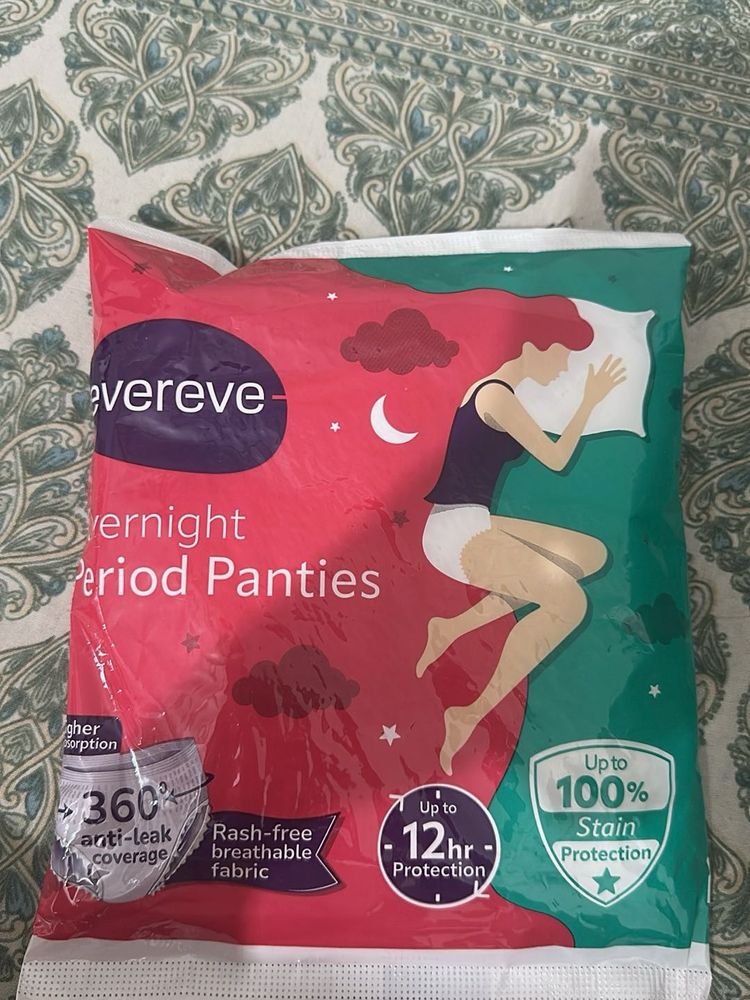 evereve
vernight
Period Panties
gher
sorption
360°
anti-leak
coverage
Rash-free
breathable
fabric
Up to
12hr
Protection
Up to
100%
Stain
Protection